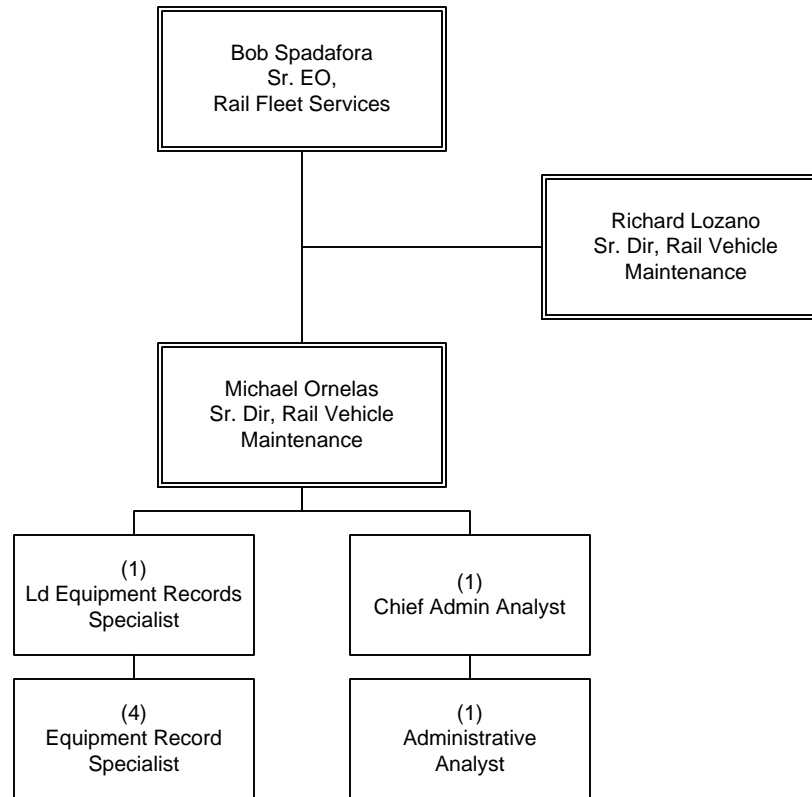 Bob Spadafora
Sr. EO,
Rail Fleet Services
Richard Lozano
Sr. Dir, Rail Vehicle
Maintenance
Michael Ornelas
Sr. Dir, Rail Vehicle
Maintenance
(1)
Ld Equipment Records
Specialist
(1)
Chief Admin Analyst
(4)
Equipment Record
Specialist
(1)
Administrative
Analyst